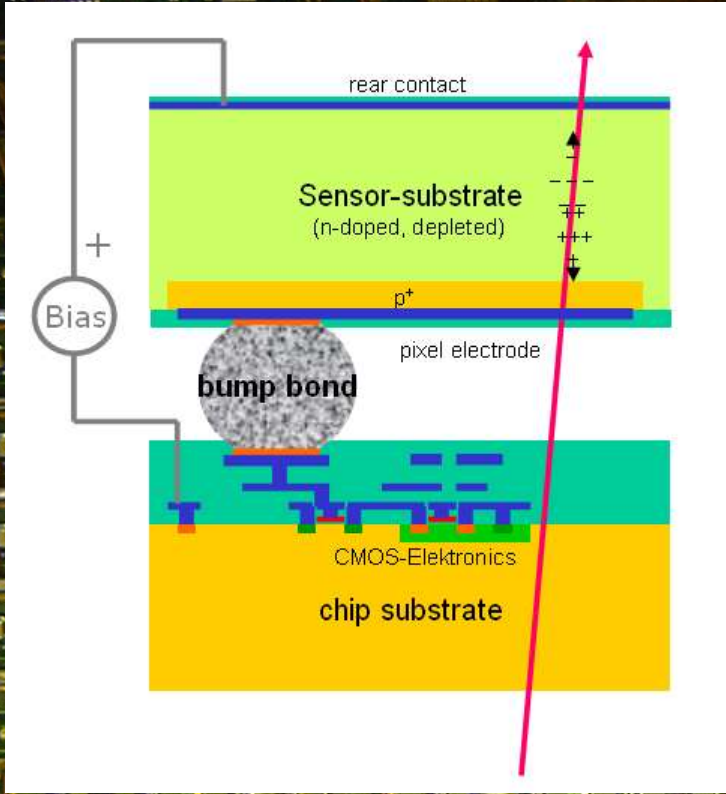 rear contact
Sensor-substrate
(n-doped, depleted)
+
Bias
- 
- - -
++
+++
+
p+
pixel electrode
bump bond
CMOS-Elektronics
chip substrate